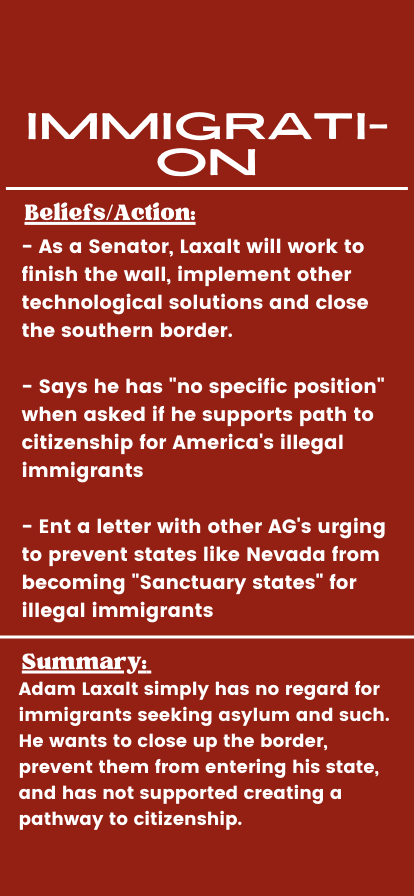 IMMIGRATI-
ON
Beliefs/Action:
- As a Senator, Laxalt will work to
finish the wall, implement other
technological solutions and close
the southern border.
- Says he has "no specific position"
when asked if he supports path to
citizenship for America's illegal
immigrants
- Ent a letter with other AG's urging
to prevent states like Nevada from
becoming "Sanctuary states" for
illegal immigrants
Summary:
Adam Laxalt simply has no regard for
immigrants seeking asylum and such.
He wants to close up the border,
prevent them from entering his state,
and has not supported creating a
pathway to citizenship.